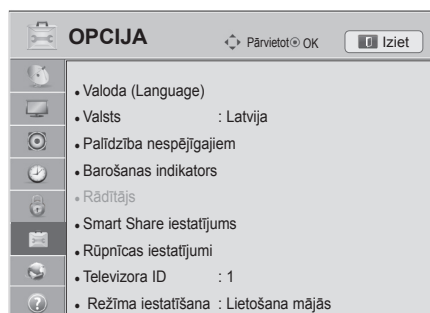 OPCIJA
Pārvietot OK
Iziet
• Valoda (Language)
• Valsts : Latvija
• Palīdzība nespējīgajiem
• Barošanas indikators
• Rādītājs
• Smart Share iestatījums
• Rūpnīcas iestatījumi
• Televizora ID : 1
• Režīma iestatīšana : Lietošana mājās